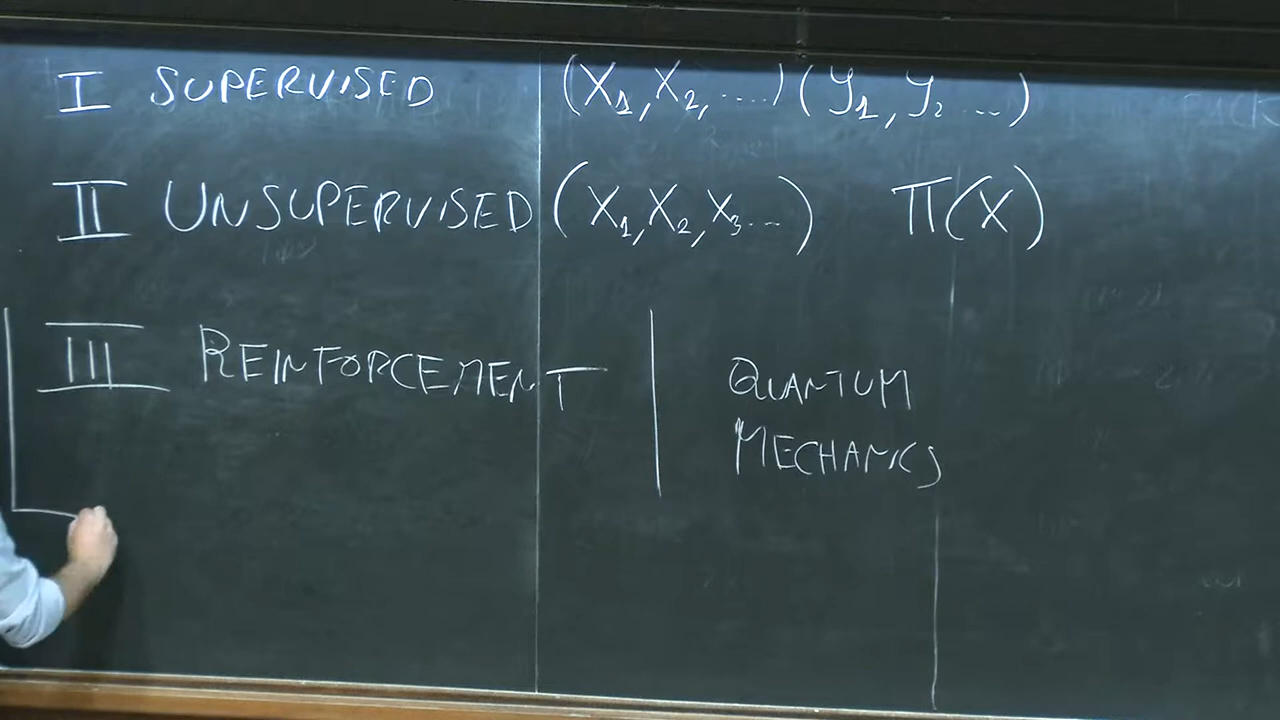 I SUPERVISED (X1, X2, ....) (y1, y2 ...)
II UNSUPERVISED (X1, X2, X3 ...) Π(X)
III REINFORCEMENT
QUANTUM
MECHANICS